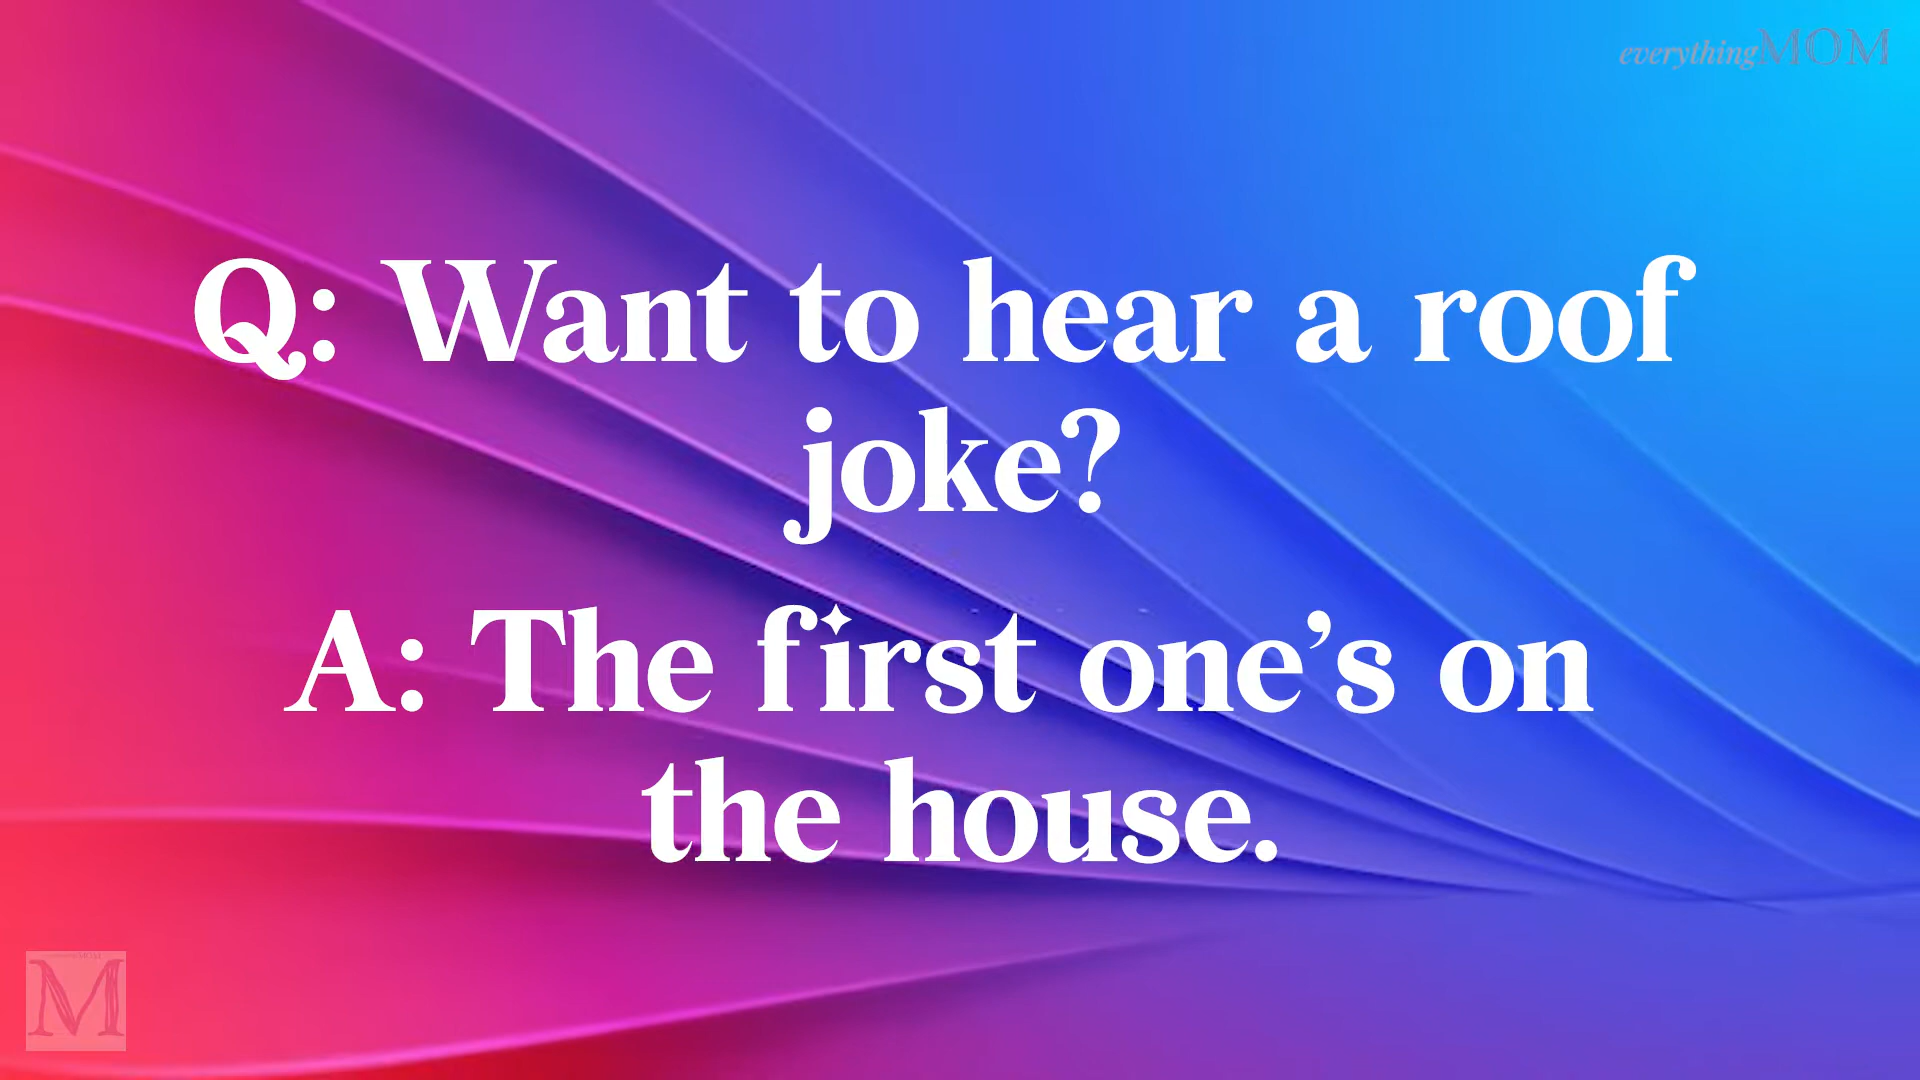 everythingMOM
Q: Want to hear a roof
joke?
A: The first one’s on
the house.
M